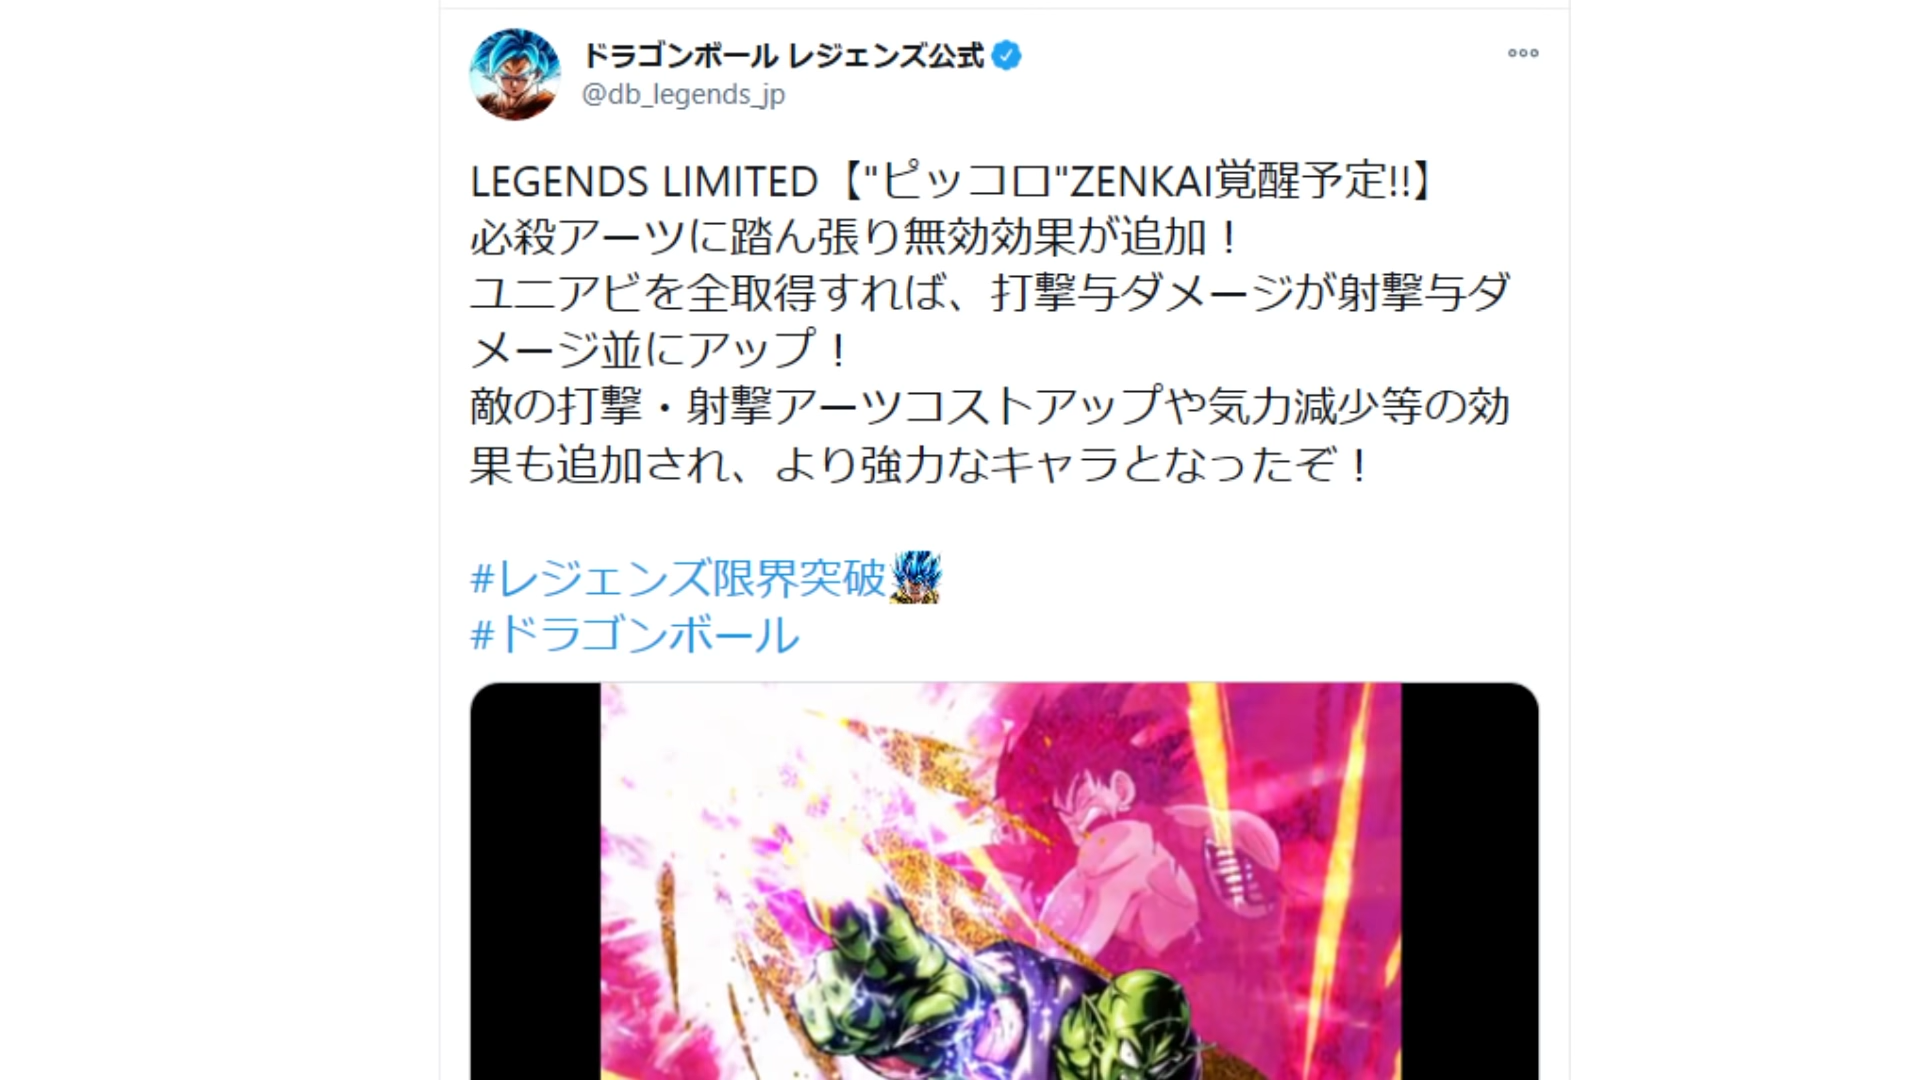 ドラゴンボール レジェンズ公式
@db_legends_jp
LEGENDS LIMITED【"ピッコロ"ZENKAI覚醒予定!!】
必殺アーツに踏ん張り無効効果が追加！
ユニアビを全取得すれば、打撃与ダメージが射撃与ダ
メージ並にアップ！
敵の打撃・射撃アーツコストアップや気力減少等の効
果も追加され、より強力なキャラとなったぞ！
#レジェンズ限界突破
#ドラゴンボール